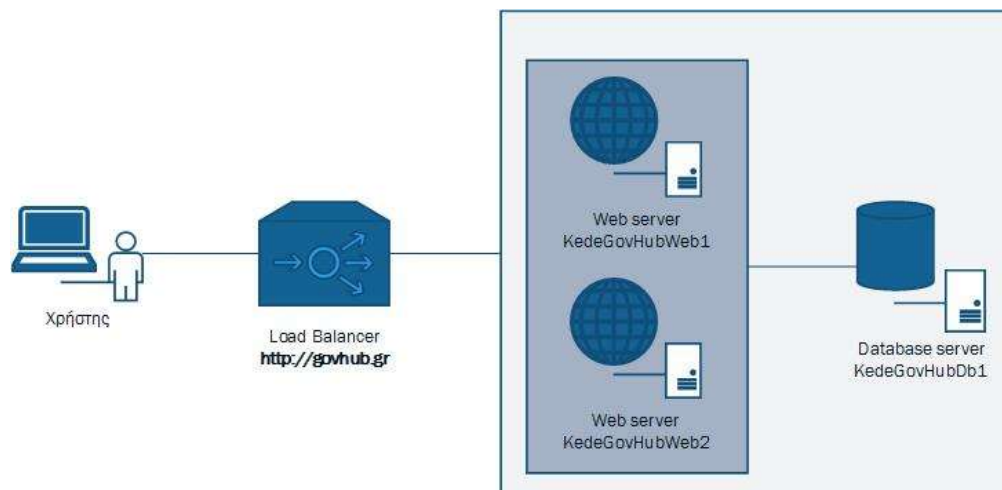 Χρήστης
Load Balancer
http://govhub.gr
Web server
KedeGovHubWeb1
Web server
KedeGovHubWeb2
Database server
KedeGovHubDb1